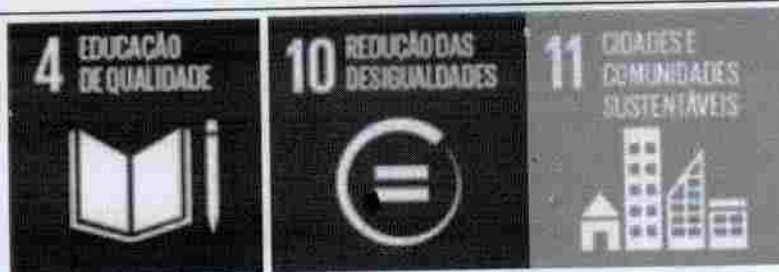 4 EDUCAÇÃO
DE QUALIDADE
10 REDUÇÃO DAS
DESIGUALDADES
11 CIDADES E
COMUNIDADES
SUSTENTÁVEIS